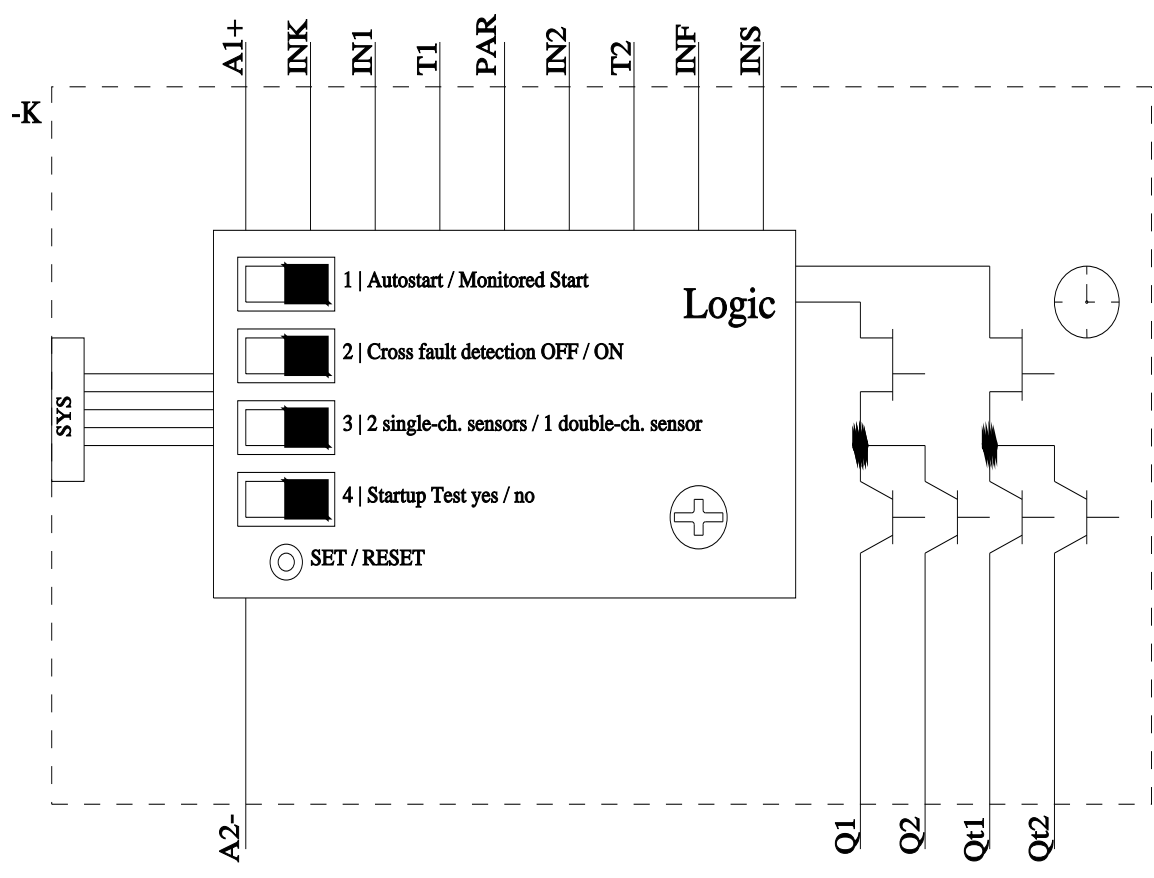 A1+
INK
IN1
T1
PAR
IN2
T2
INF
INS
-K
1 | Autostart / Monitored Start
Logic
2 | Cross fault detection OFF / ON
SYS
3 | 2 single-ch. sensors / 1 double-ch. sensor
4 | Startup Test yes / no
SET / RESET
A2-
Q1
Q2
Qt1
Qt2